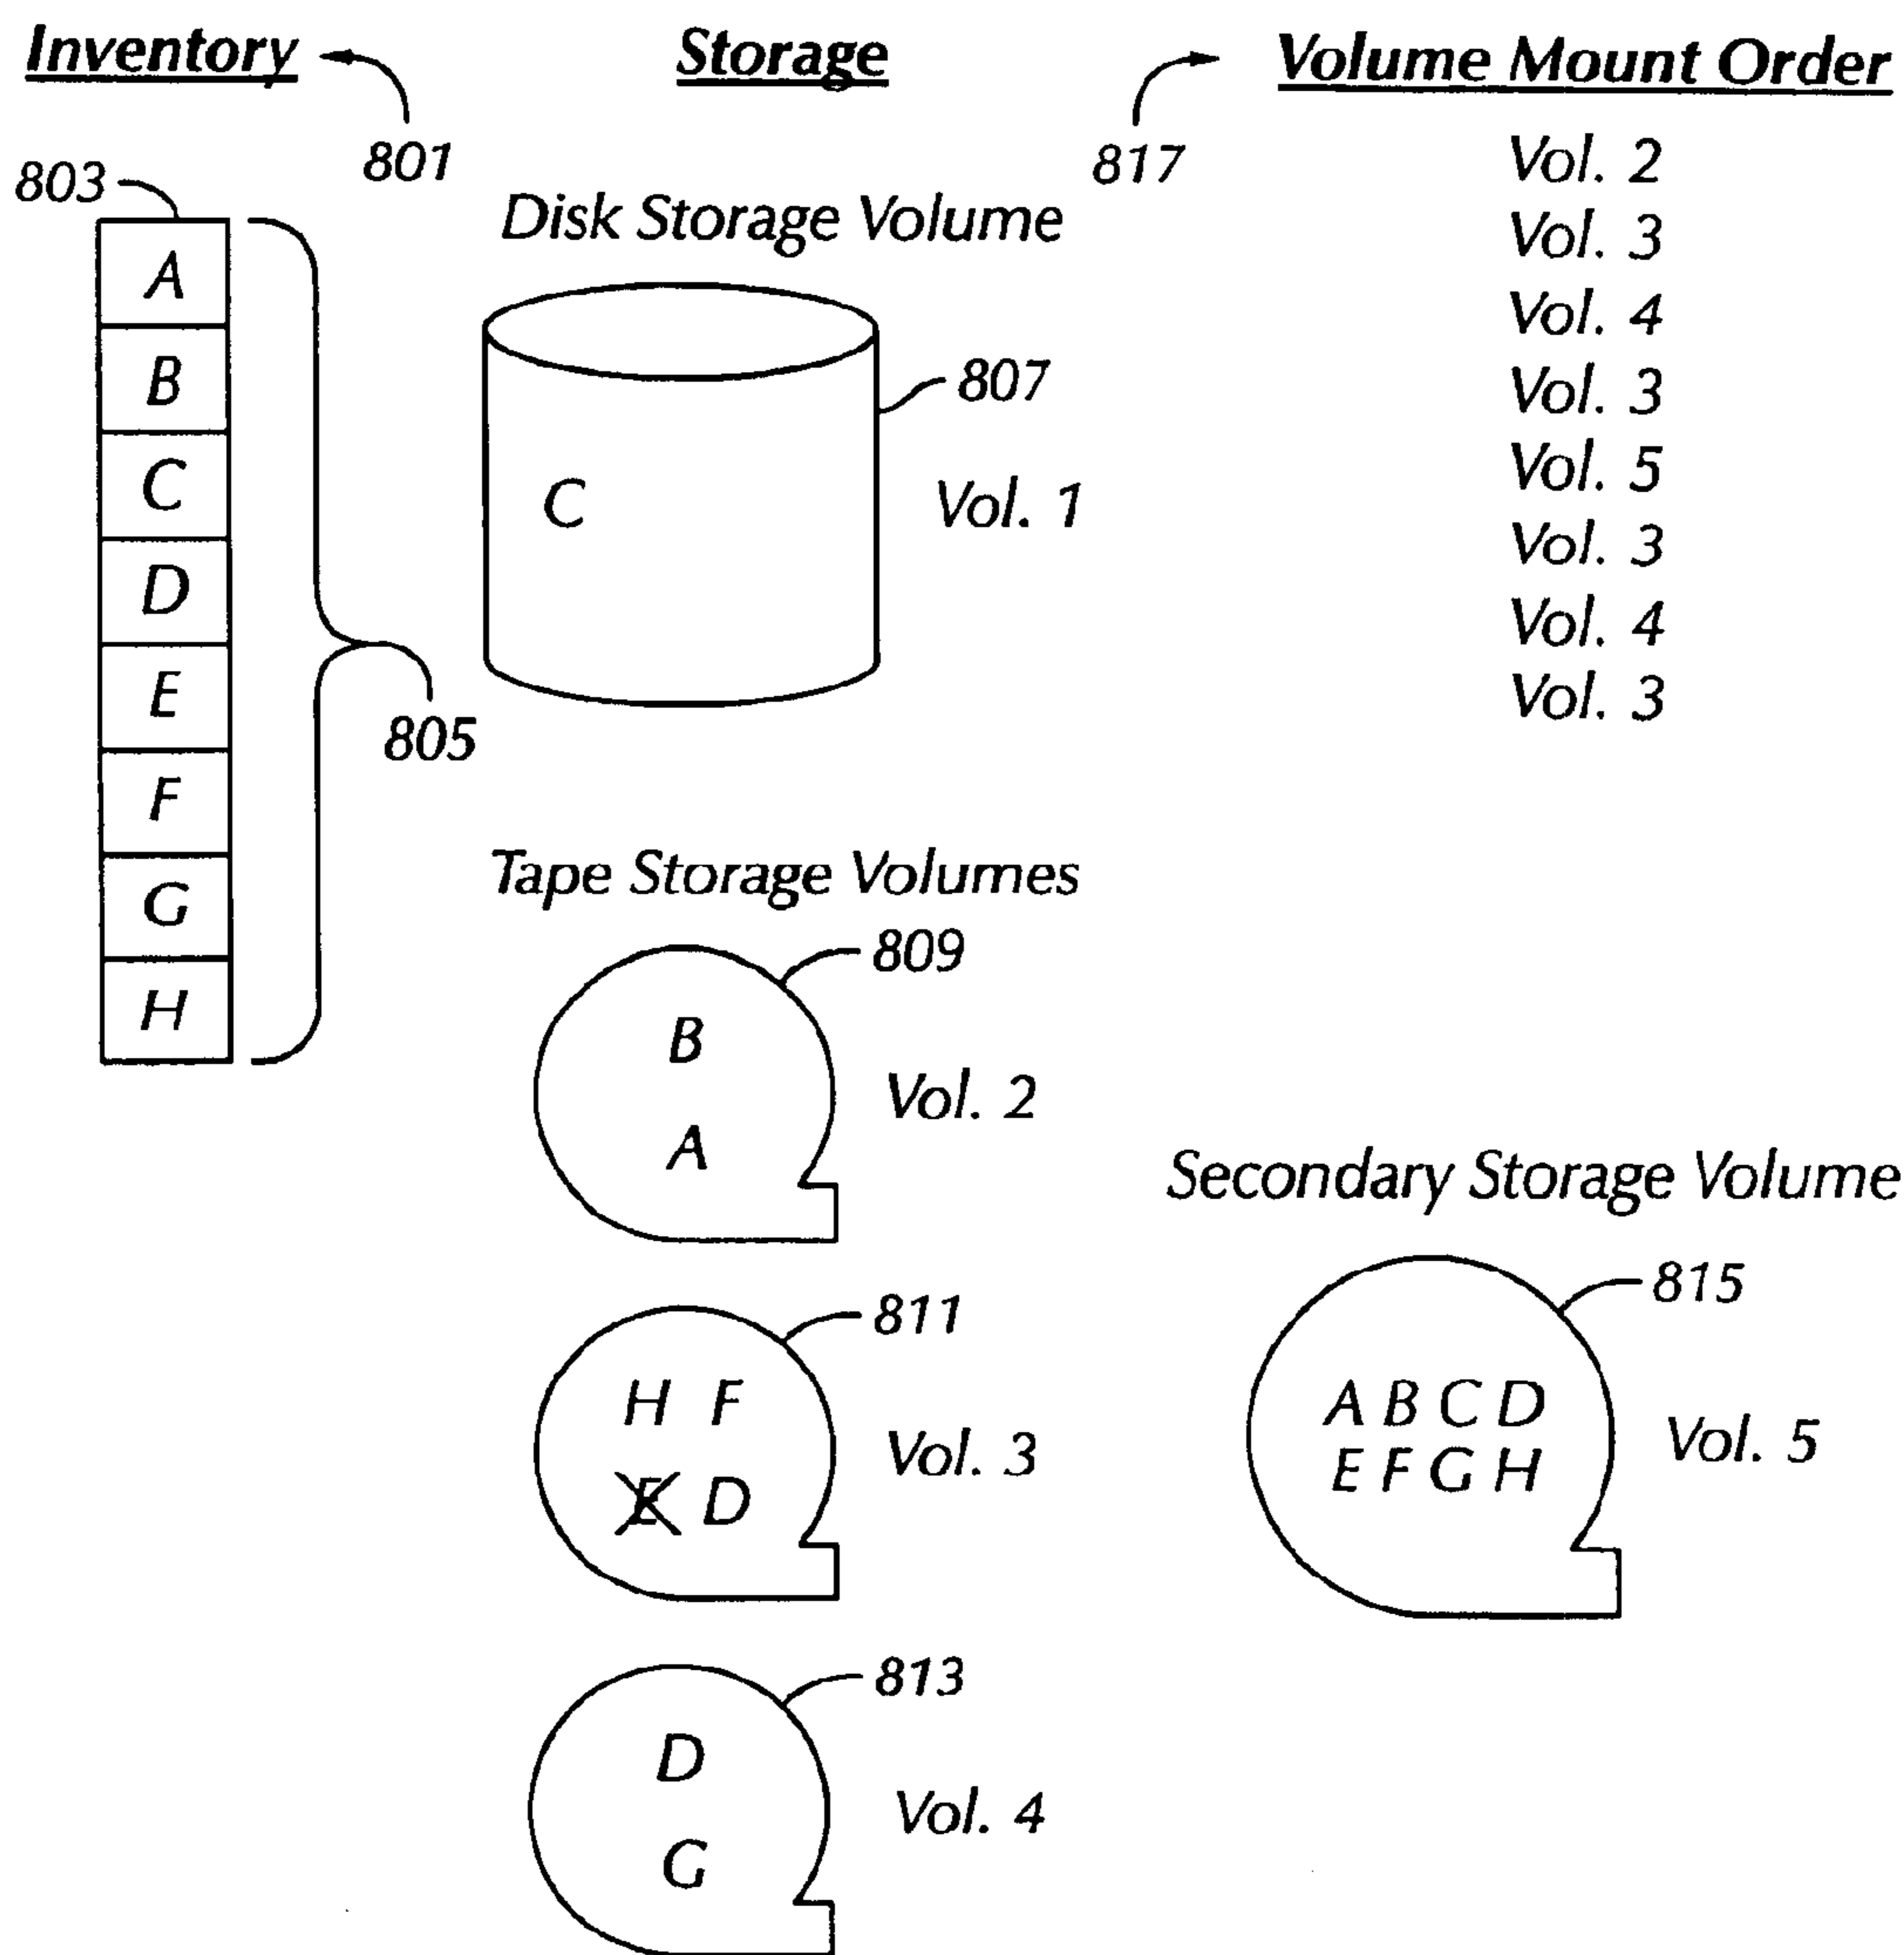 Inventory
801
803
A
B
C
D
E
F
G
H
805
Storage
Disk Storage Volume
807
C
Vol. 1
Tape Storage Volumes
809
B
A
Vol. 2
811
H F
E D
Vol. 3
813
D
G
Vol. 4
817
Volume Mount Order
Vol. 2
Vol. 3
Vol. 4
Vol. 3
Vol. 5
Vol. 3
Vol. 4
Vol. 3
Secondary Storage Volume
815
A B C D
E F G H
Vol. 5